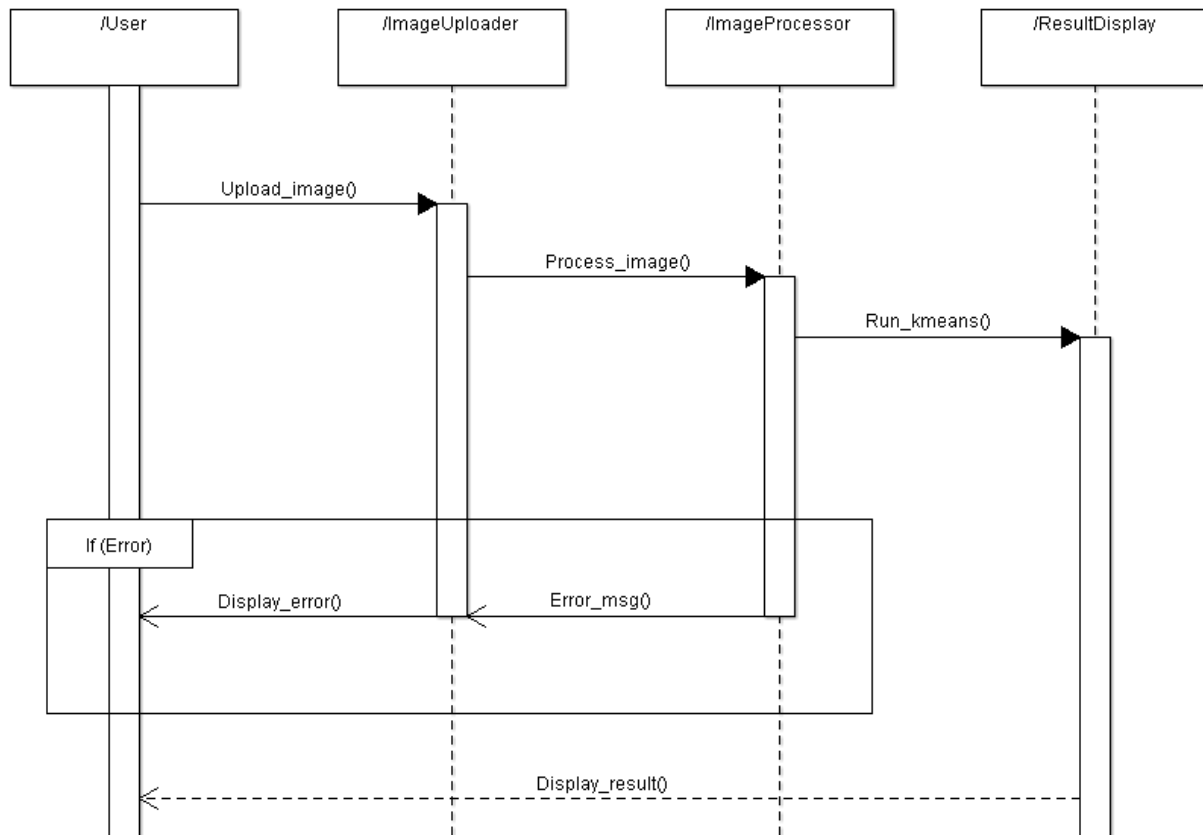 /User
/ImageUploader
/ImageProcessor
/ResultDisplay
Upload_image()
Process_image()
Run_kmeans()
If (Error)
Display_error()
Error_msg()
Display_result()